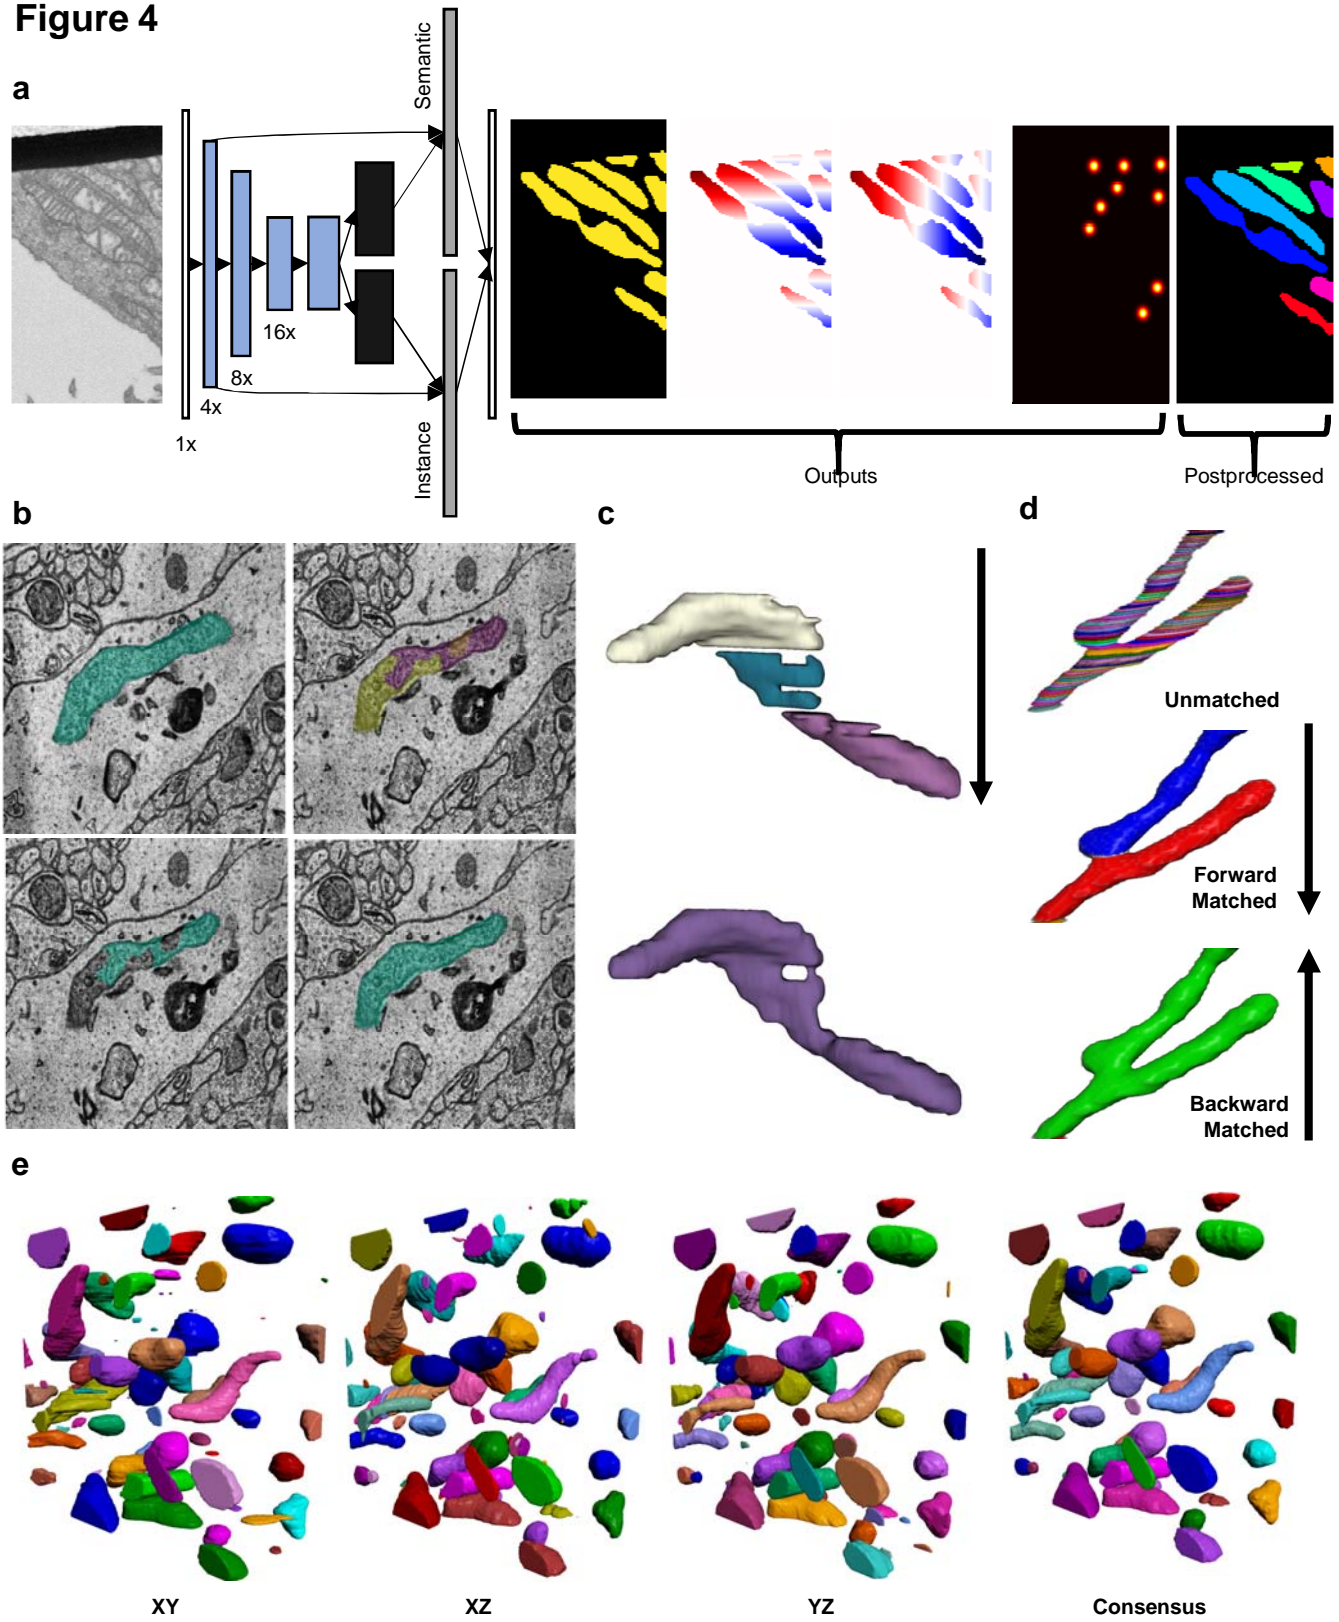 Figure 4
a
Semantic
16x
8x
4x
1x
Instance
Outputs
Postprocessed
b
c
d
Unmatched
Forward
Matched
Backward
Matched
e
XY
XZ
YZ
Consensus